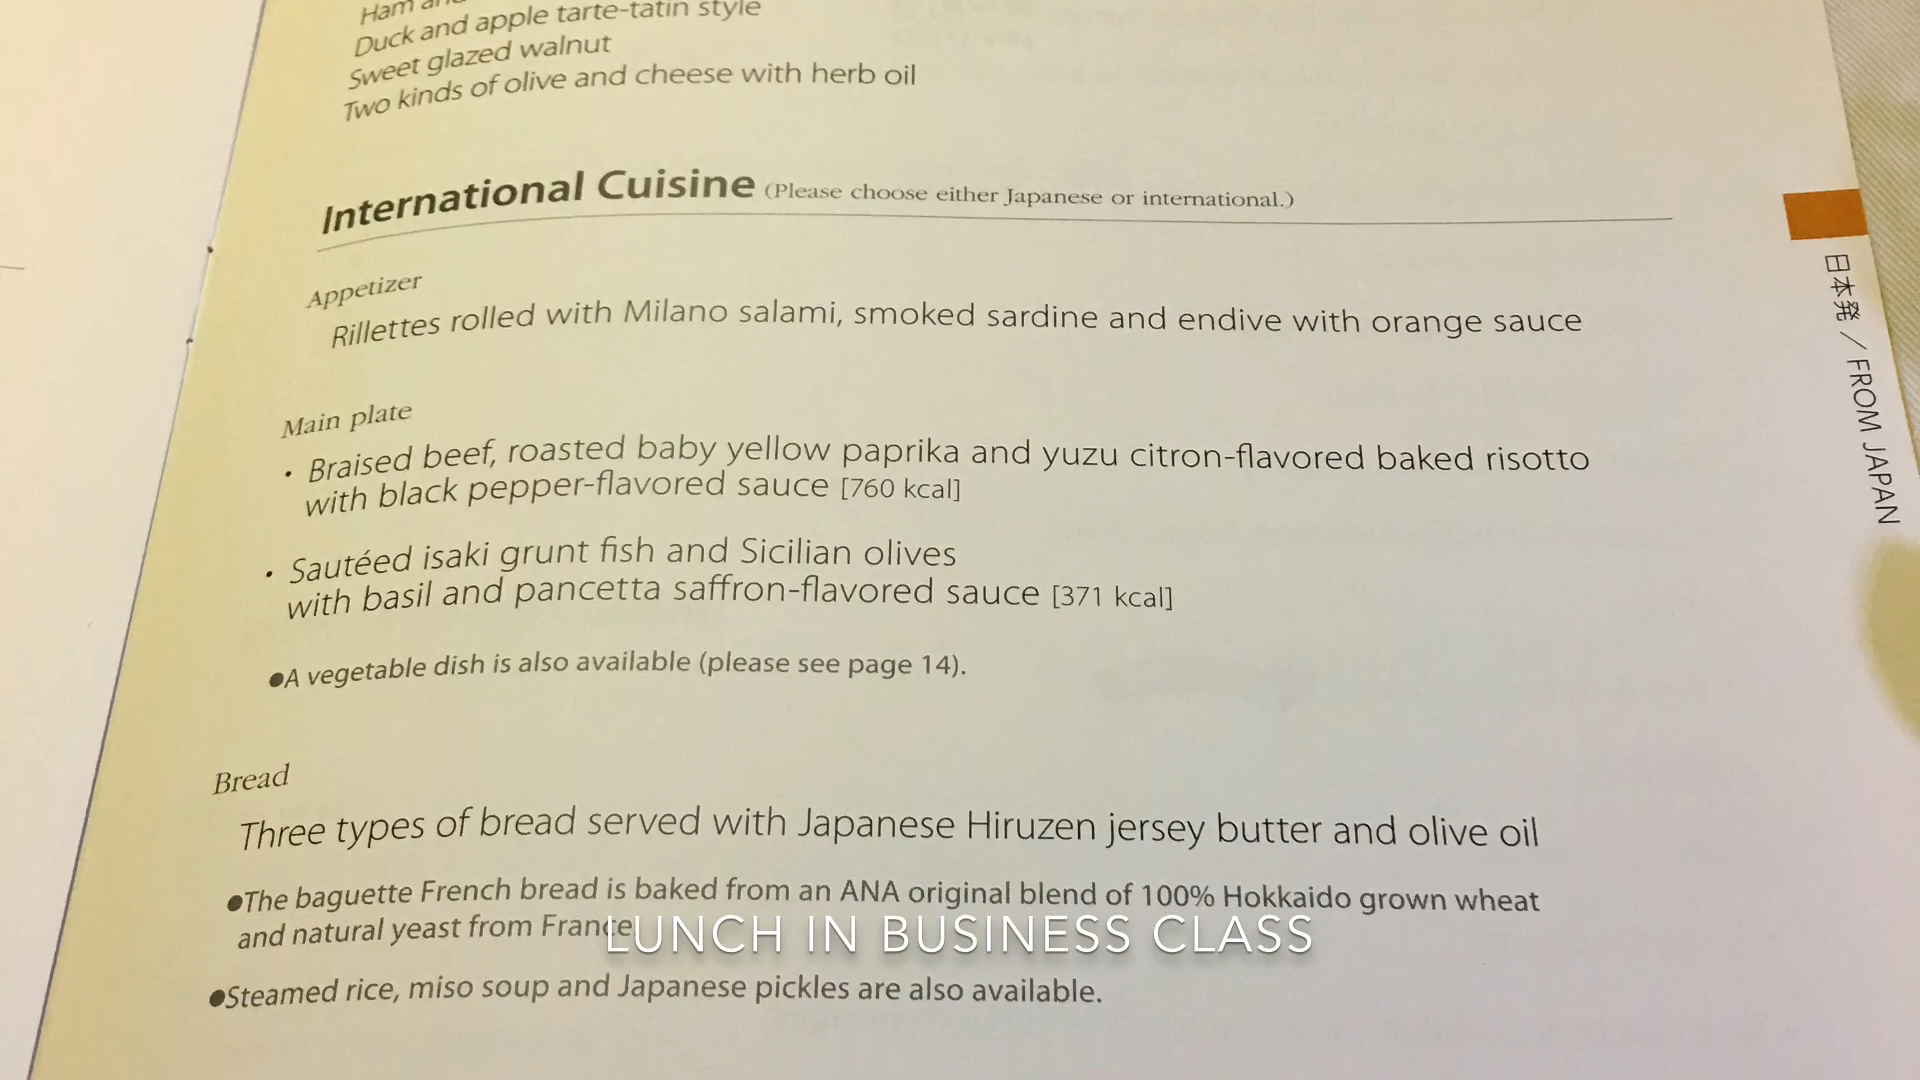 Ham
Duck and apple tarte-tatin style
Sweet glazed walnut
Two kinds of olive and cheese with herb oil
International Cuisine (Please choose either Japanese or international.)
Appetizer
Rillettes rolled with Milano salami, smoked sardine and endive with orange sauce
Main plate
· Braised beef, roasted baby yellow paprika and yuzu citron-flavored baked risotto
with black pepper-flavored sauce [760 kcal]
· Sautéed isaki grunt fish and Sicilian olives
with basil and pancetta saffron-flavored sauce [371 kcal]
●A vegetable dish is also available (please see page 14).
Bread
Three types of bread served with Japanese Hiruzen jersey butter and olive oil
●The baguette French bread is baked from an ANA original blend of 100% Hokkaido grown wheat
and natural yeast from France
●Steamed rice, miso soup and Japanese pickles are also available.
日本発 / FROM JAPAN
LUNCH IN BUSINESS CLASS